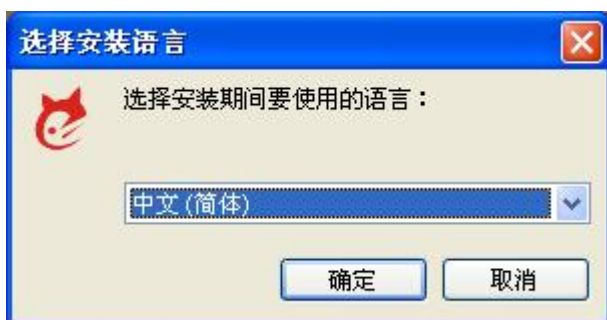 选择安装语言
选择安装期间要使用的语言：
中文 (简体)
确定
取消